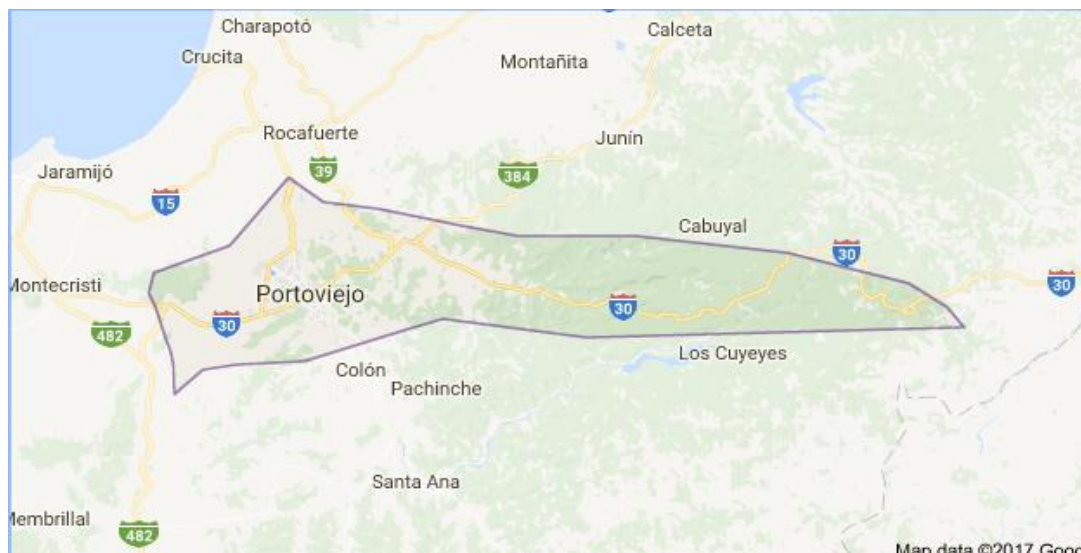 Charapotó
Calceta
Crucita
Montañita
Rocafuerte
Junín
39
Jaramijó
384
15
Cabuyal
30
Montecristi
30
Portoviejo
30
30
482
Los Cuyeyes
Colón
Pachinche
Santa Ana
Membrillal
482
Map data ©2017 Goo